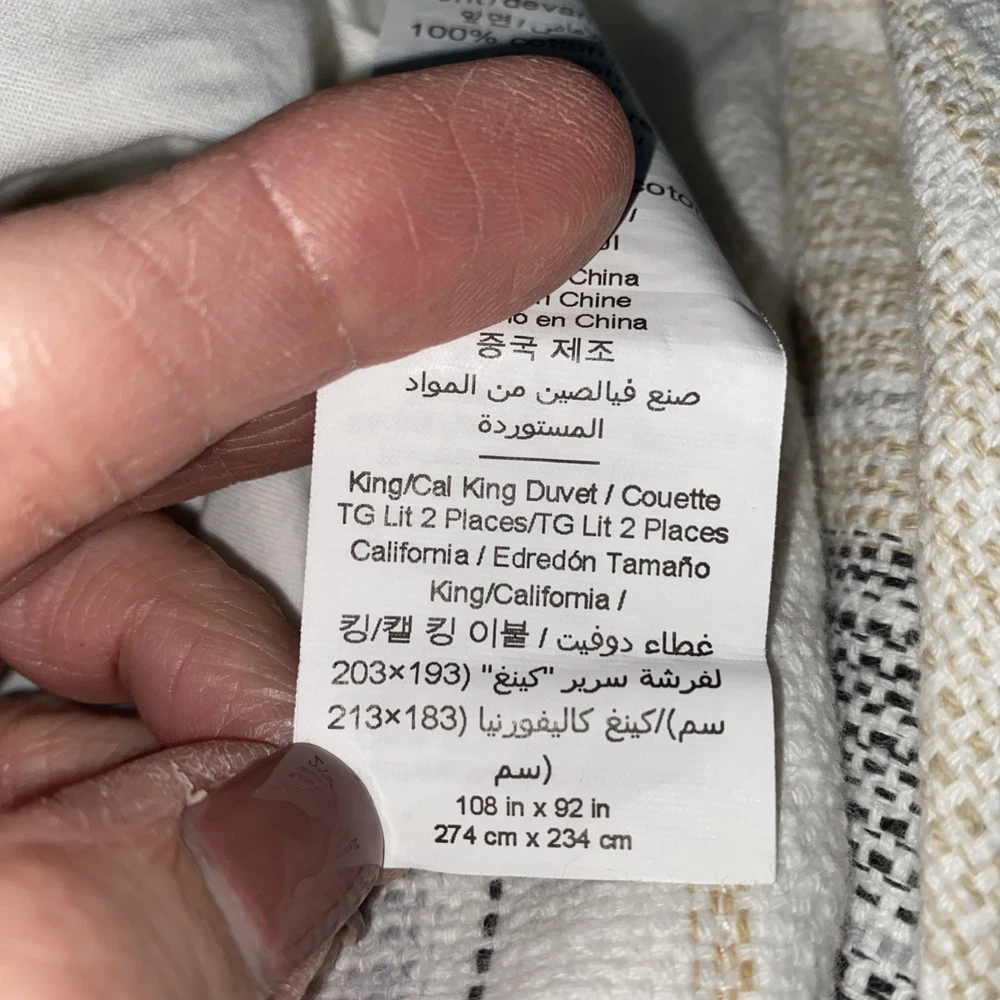 앞면 /
100% cotton
China
Chine
en China
중국 제조
صنع فيالصين من المواد
المستوردة
King/Cal King Duvet / Couette
TG Lit 2 Places/TG Lit 2 Places
California / Edredón Tamaño
King/California /
킹/캘 킹 이불 / غطاء دوفيت
لفرشة سرير "كينغ" (203×193
سم)/كينغ كاليفورنيا (213×183
سم)
108 in x 92 in
274 cm x 234 cm